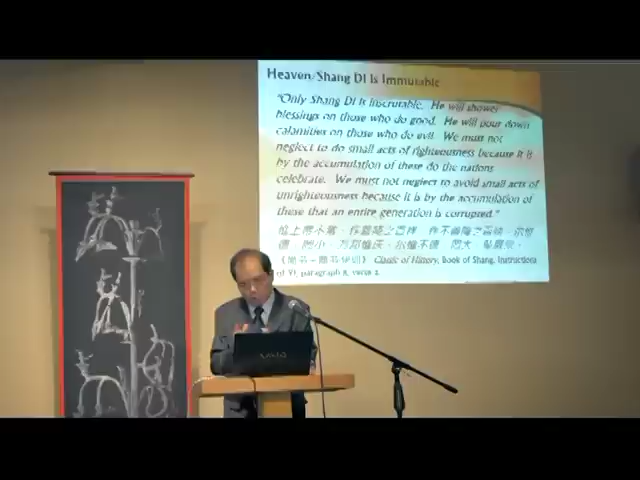 Heaven/Shang Di Is Immutable
"Only Shang Di is inscrutable. He will shower
blessings on those who do good. He will pour down
calamities on those who do evil. We must not
neglect to do small acts of righteousness because it is
by the accumulation of these do the nations
celebrate. We must not neglect to avoid small acts of
unrighteousness because it is by the accumulation of
these that an entire generation is corrupted."
Classic of History, Book of Shang, Instructions
of Yi, paragraph 8, verse 2
VAIO